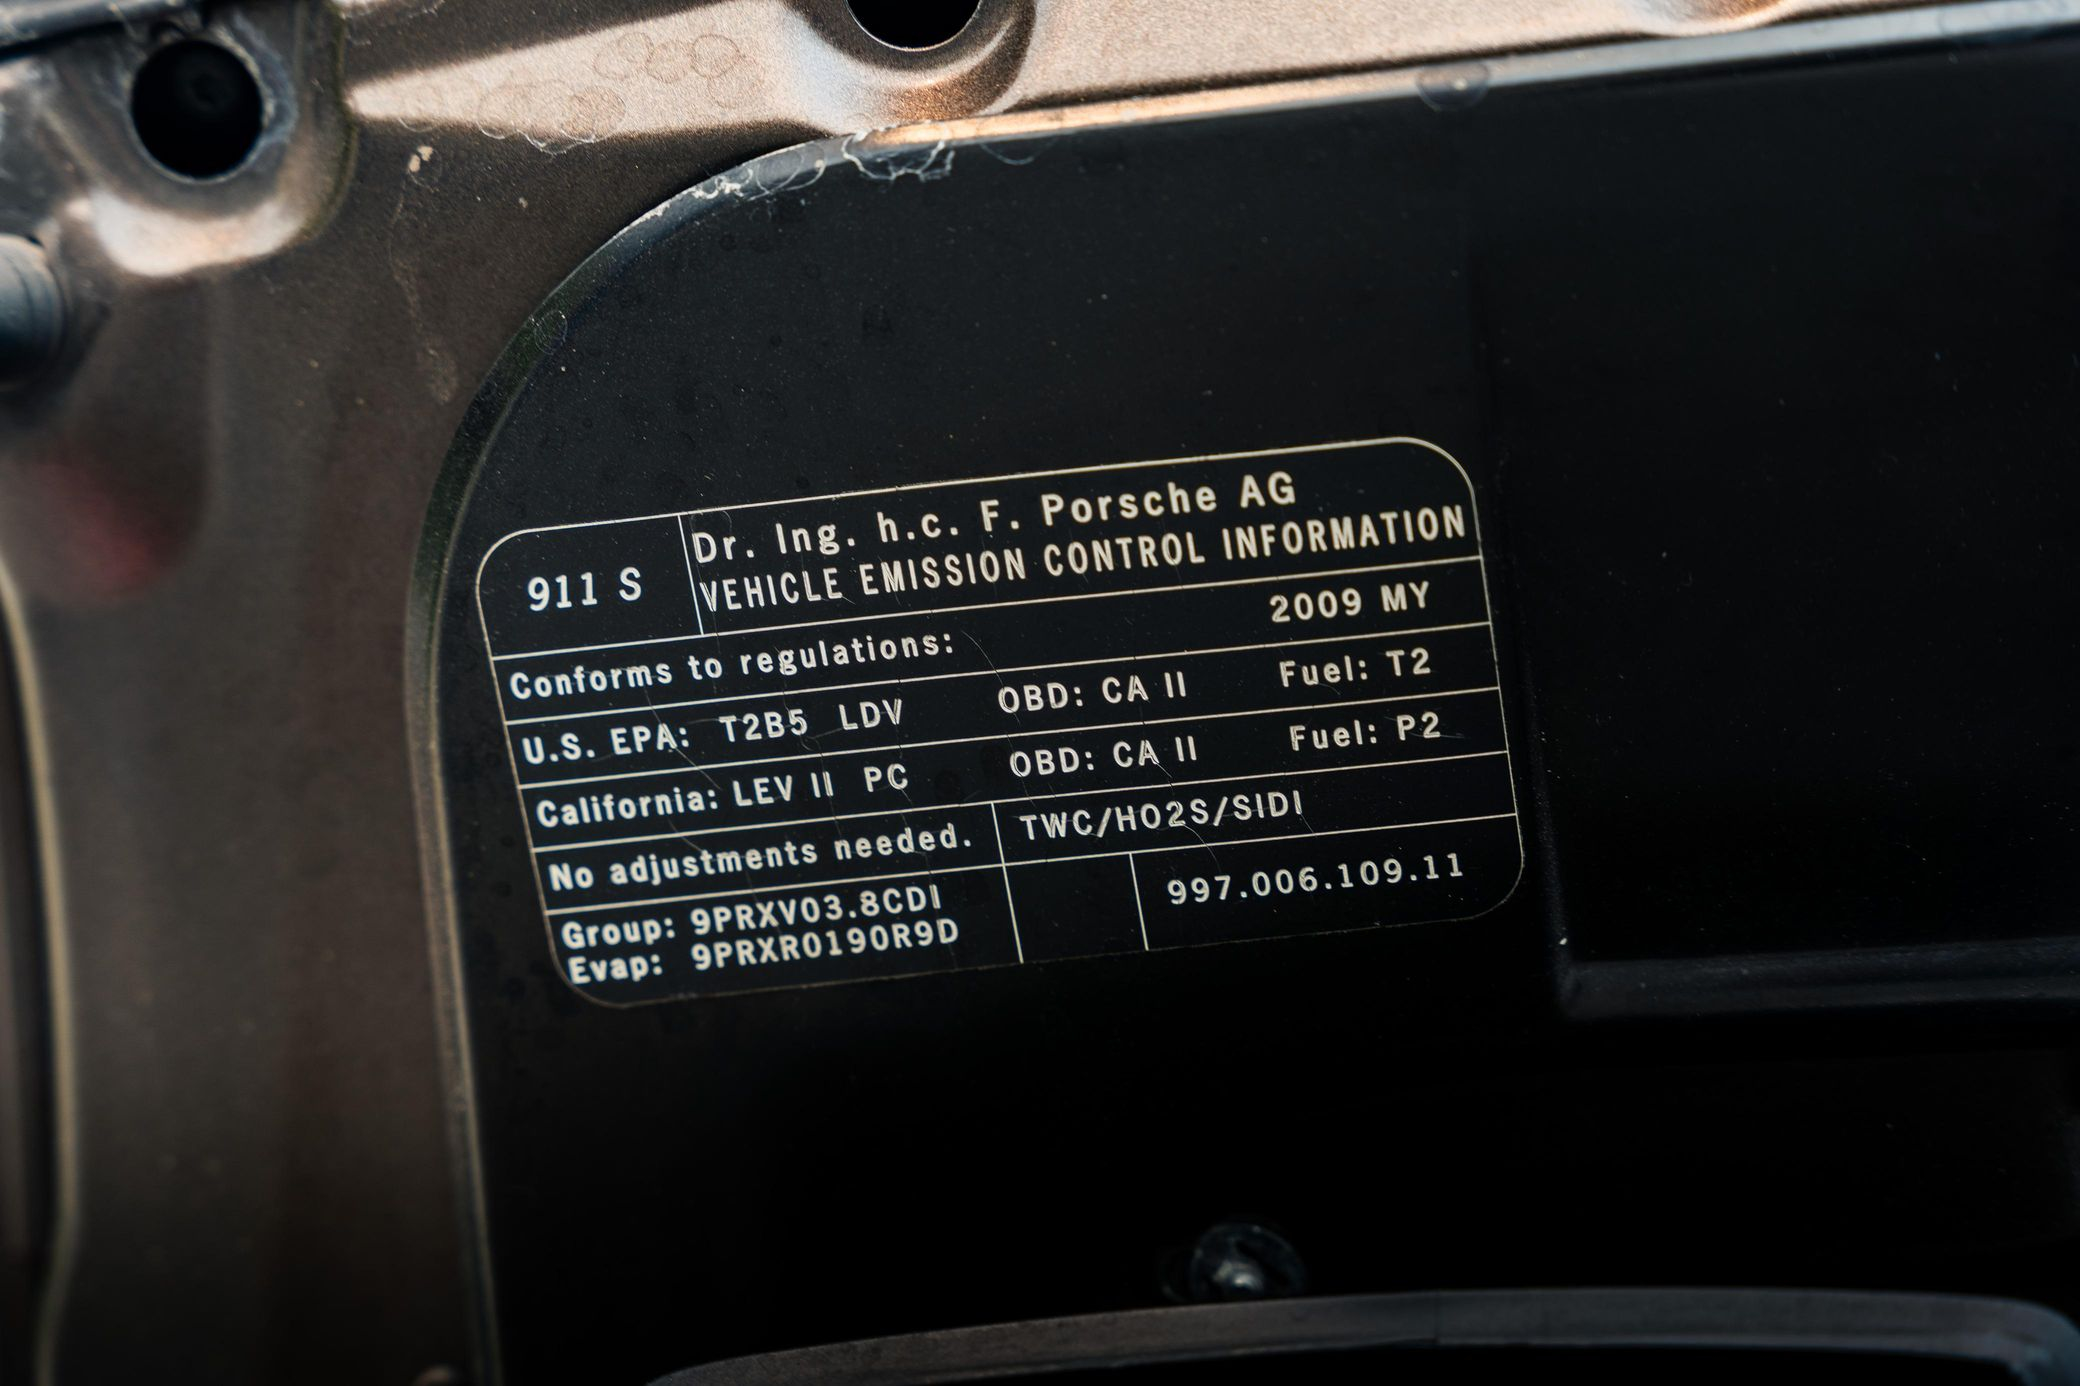 911 S
Dr. Ing. h.c. F. Porsche AG
VEHICLE EMISSION CONTROL INFORMATION
Conforms to regulations: 2009 MY
U.S. EPA: T2B5 LDV OBD: CA II Fuel: T2
California: LEV II PC OBD: CA II Fuel: P2
No adjustments needed. TWC/HO2S/SIDI
Group: 9PRXV03.8CDI
Evap: 9PRXR0190R9D
997.006.109.11